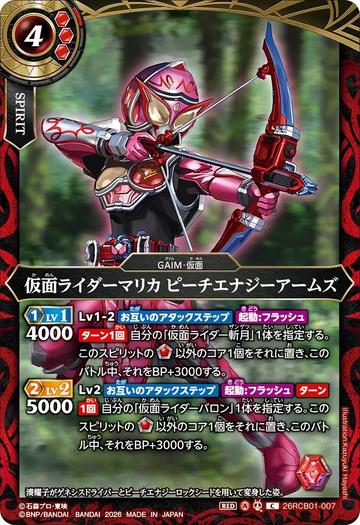 4
SPIRIT
GAIM・仮面
仮面ライダーマリカ ピーチエナジーアームズ
1 LV1 4000
Lv1-2 お互いのアタックステップ 起動:フラッシュ
ターン1回 自分の「仮面ライダー斬月」1体を指定する。
このスピリットの 以外のコア1個をそれに置き、この
バトル中、それをBP+3000する。
2 LV2 5000
Lv2 お互いのアタックステップ 起動:フラッシュ ターン
1回 自分の「仮面ライダーバロン」1体を指定する。このス
ピリットの 以外のコア1個をそれに置き、このバト
ル中、それをBP+3000する。
湊耀子がゲネシスドライバーとピーチエナジーロックシードを用いて変身した姿。
Illustration:Kazuyuki Hayashi
©石森プロ・東映
©BNP/BANDAI BANDAI 2026 MADE IN JAPAN
RED A C 26RCB01-007